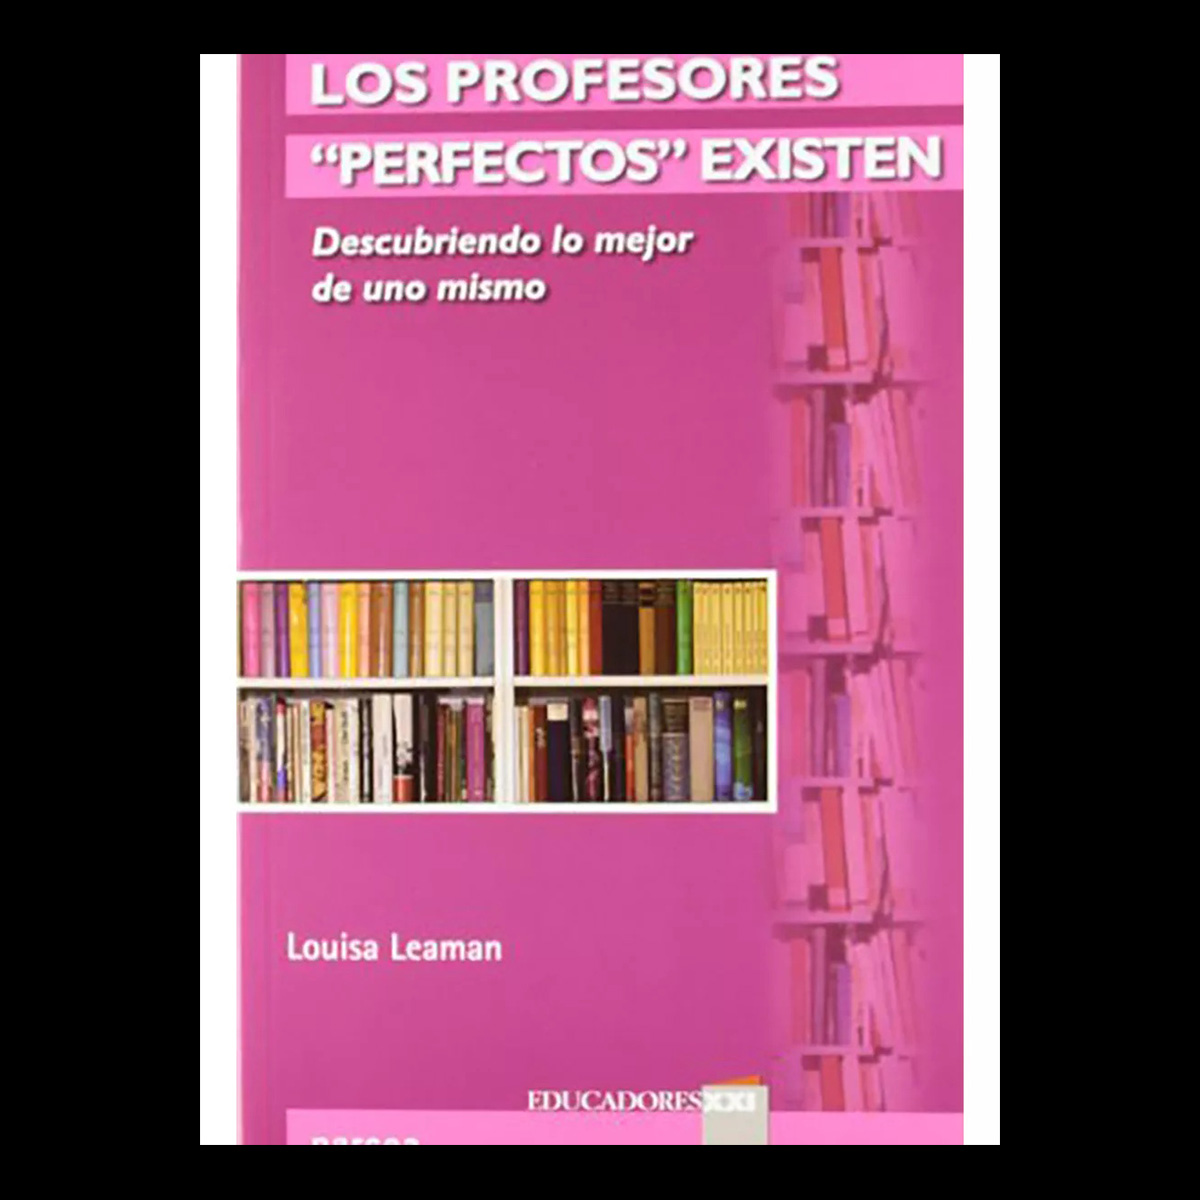 LOS PROFESORES
“PERFECTOS” EXISTEN
Descubriendo lo mejor
de uno mismo
Louisa Leaman
EDUCADORES XXI